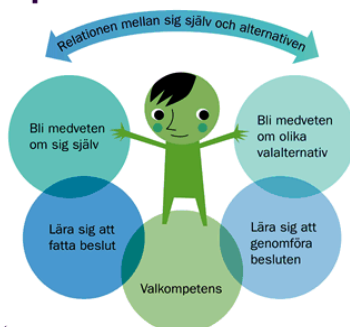 Relationen mellan sig själv och alternativen
Bli medveten
om sig själv
Bli medveten
om olika
valalternativ
Lära sig att
fatta beslut
Lära sig att
genomföra
besluten
Valkompetens